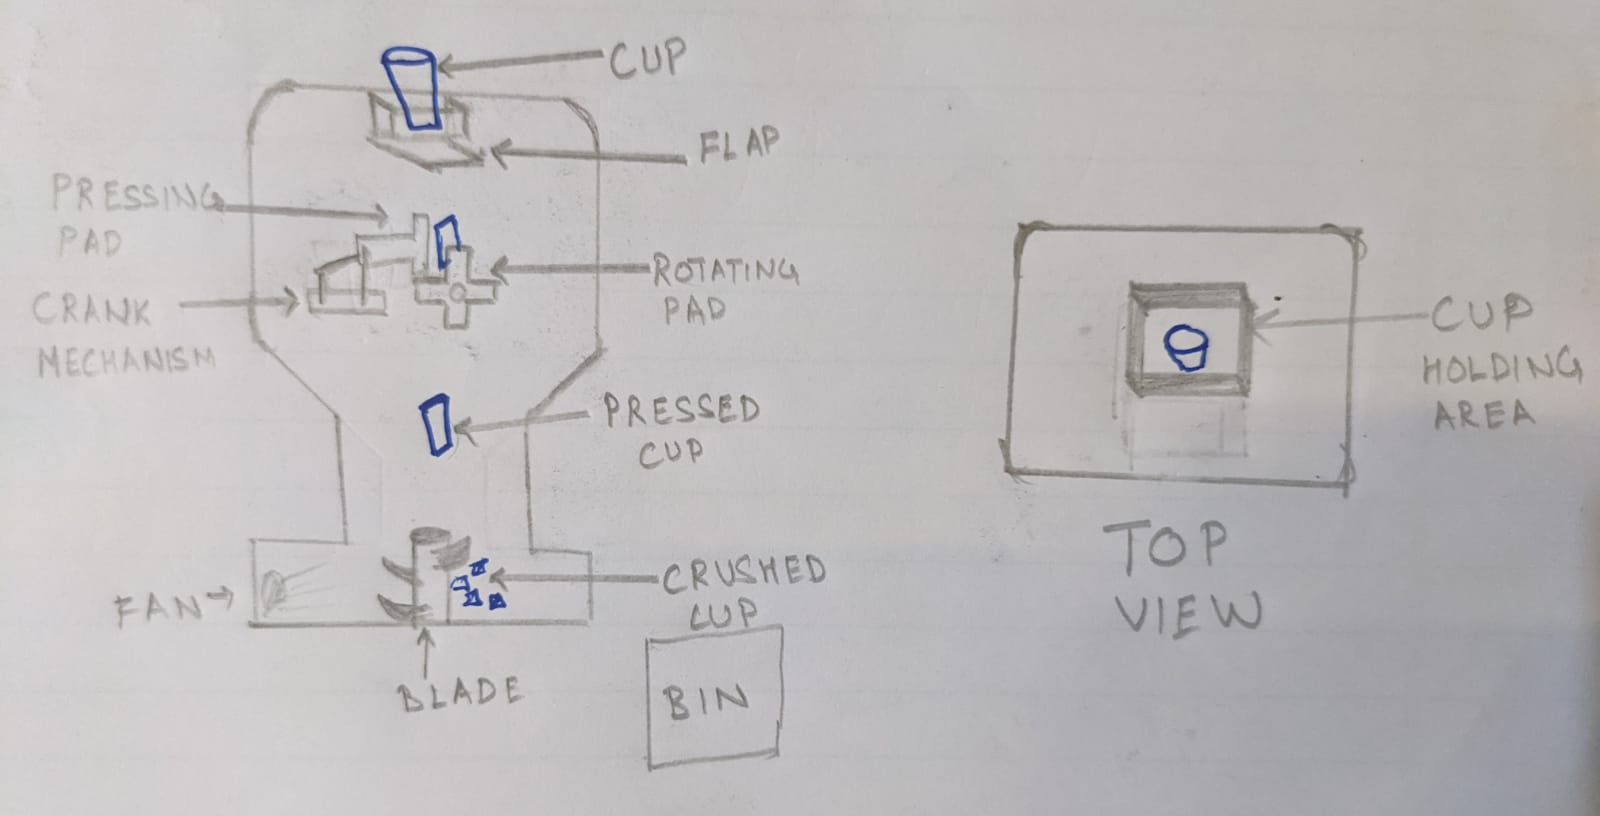 CUP
FLAP
PRESSING
PAD
CRANK
MECHANISM
ROTATING
PAD
PRESSED
CUP
FAN
CRUSHED
CUP
BLADE
BIN
CUP
HOLDING
AREA
TOP
VIEW